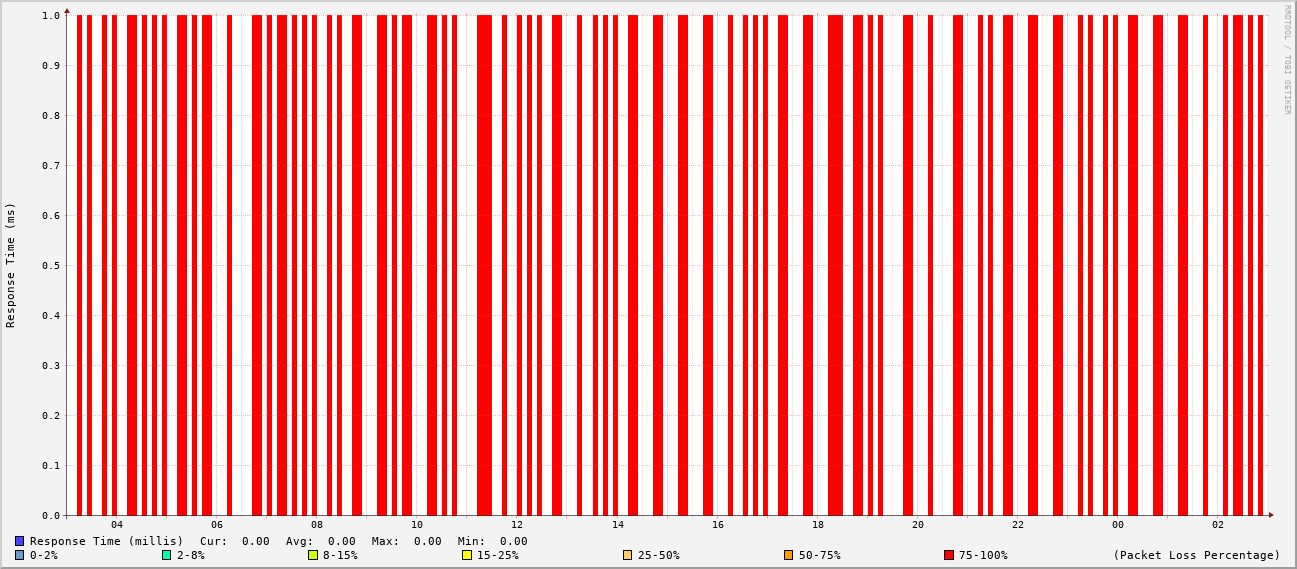 RRDTOOL / TOBI OETIKER
Response Time (ms)
1.0
0.9
0.8
0.7
0.6
0.5
0.4
0.3
0.2
0.1
0.0
04 06 08 10 12 14 16 18 20 22 00 02
Response Time (millis) Cur: 0.00 Avg: 0.00 Max: 0.00 Min: 0.00
0-2% 2-8% 8-15% 15-25% 25-50% 50-75% 75-100% (Packet Loss Percentage)